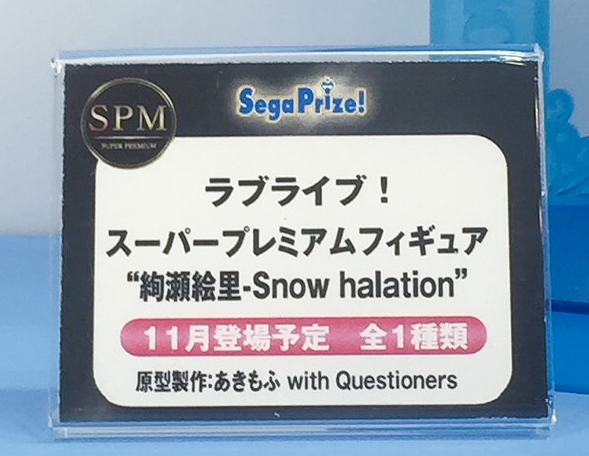 SPM
SUPER PREMIUM
SegaPrize!
ラブライブ！
スーパープレミアムフィギュア
“絢瀬絵里-Snow halation”
11月登場予定　全1種類
原型製作:あきもふ with Questioners